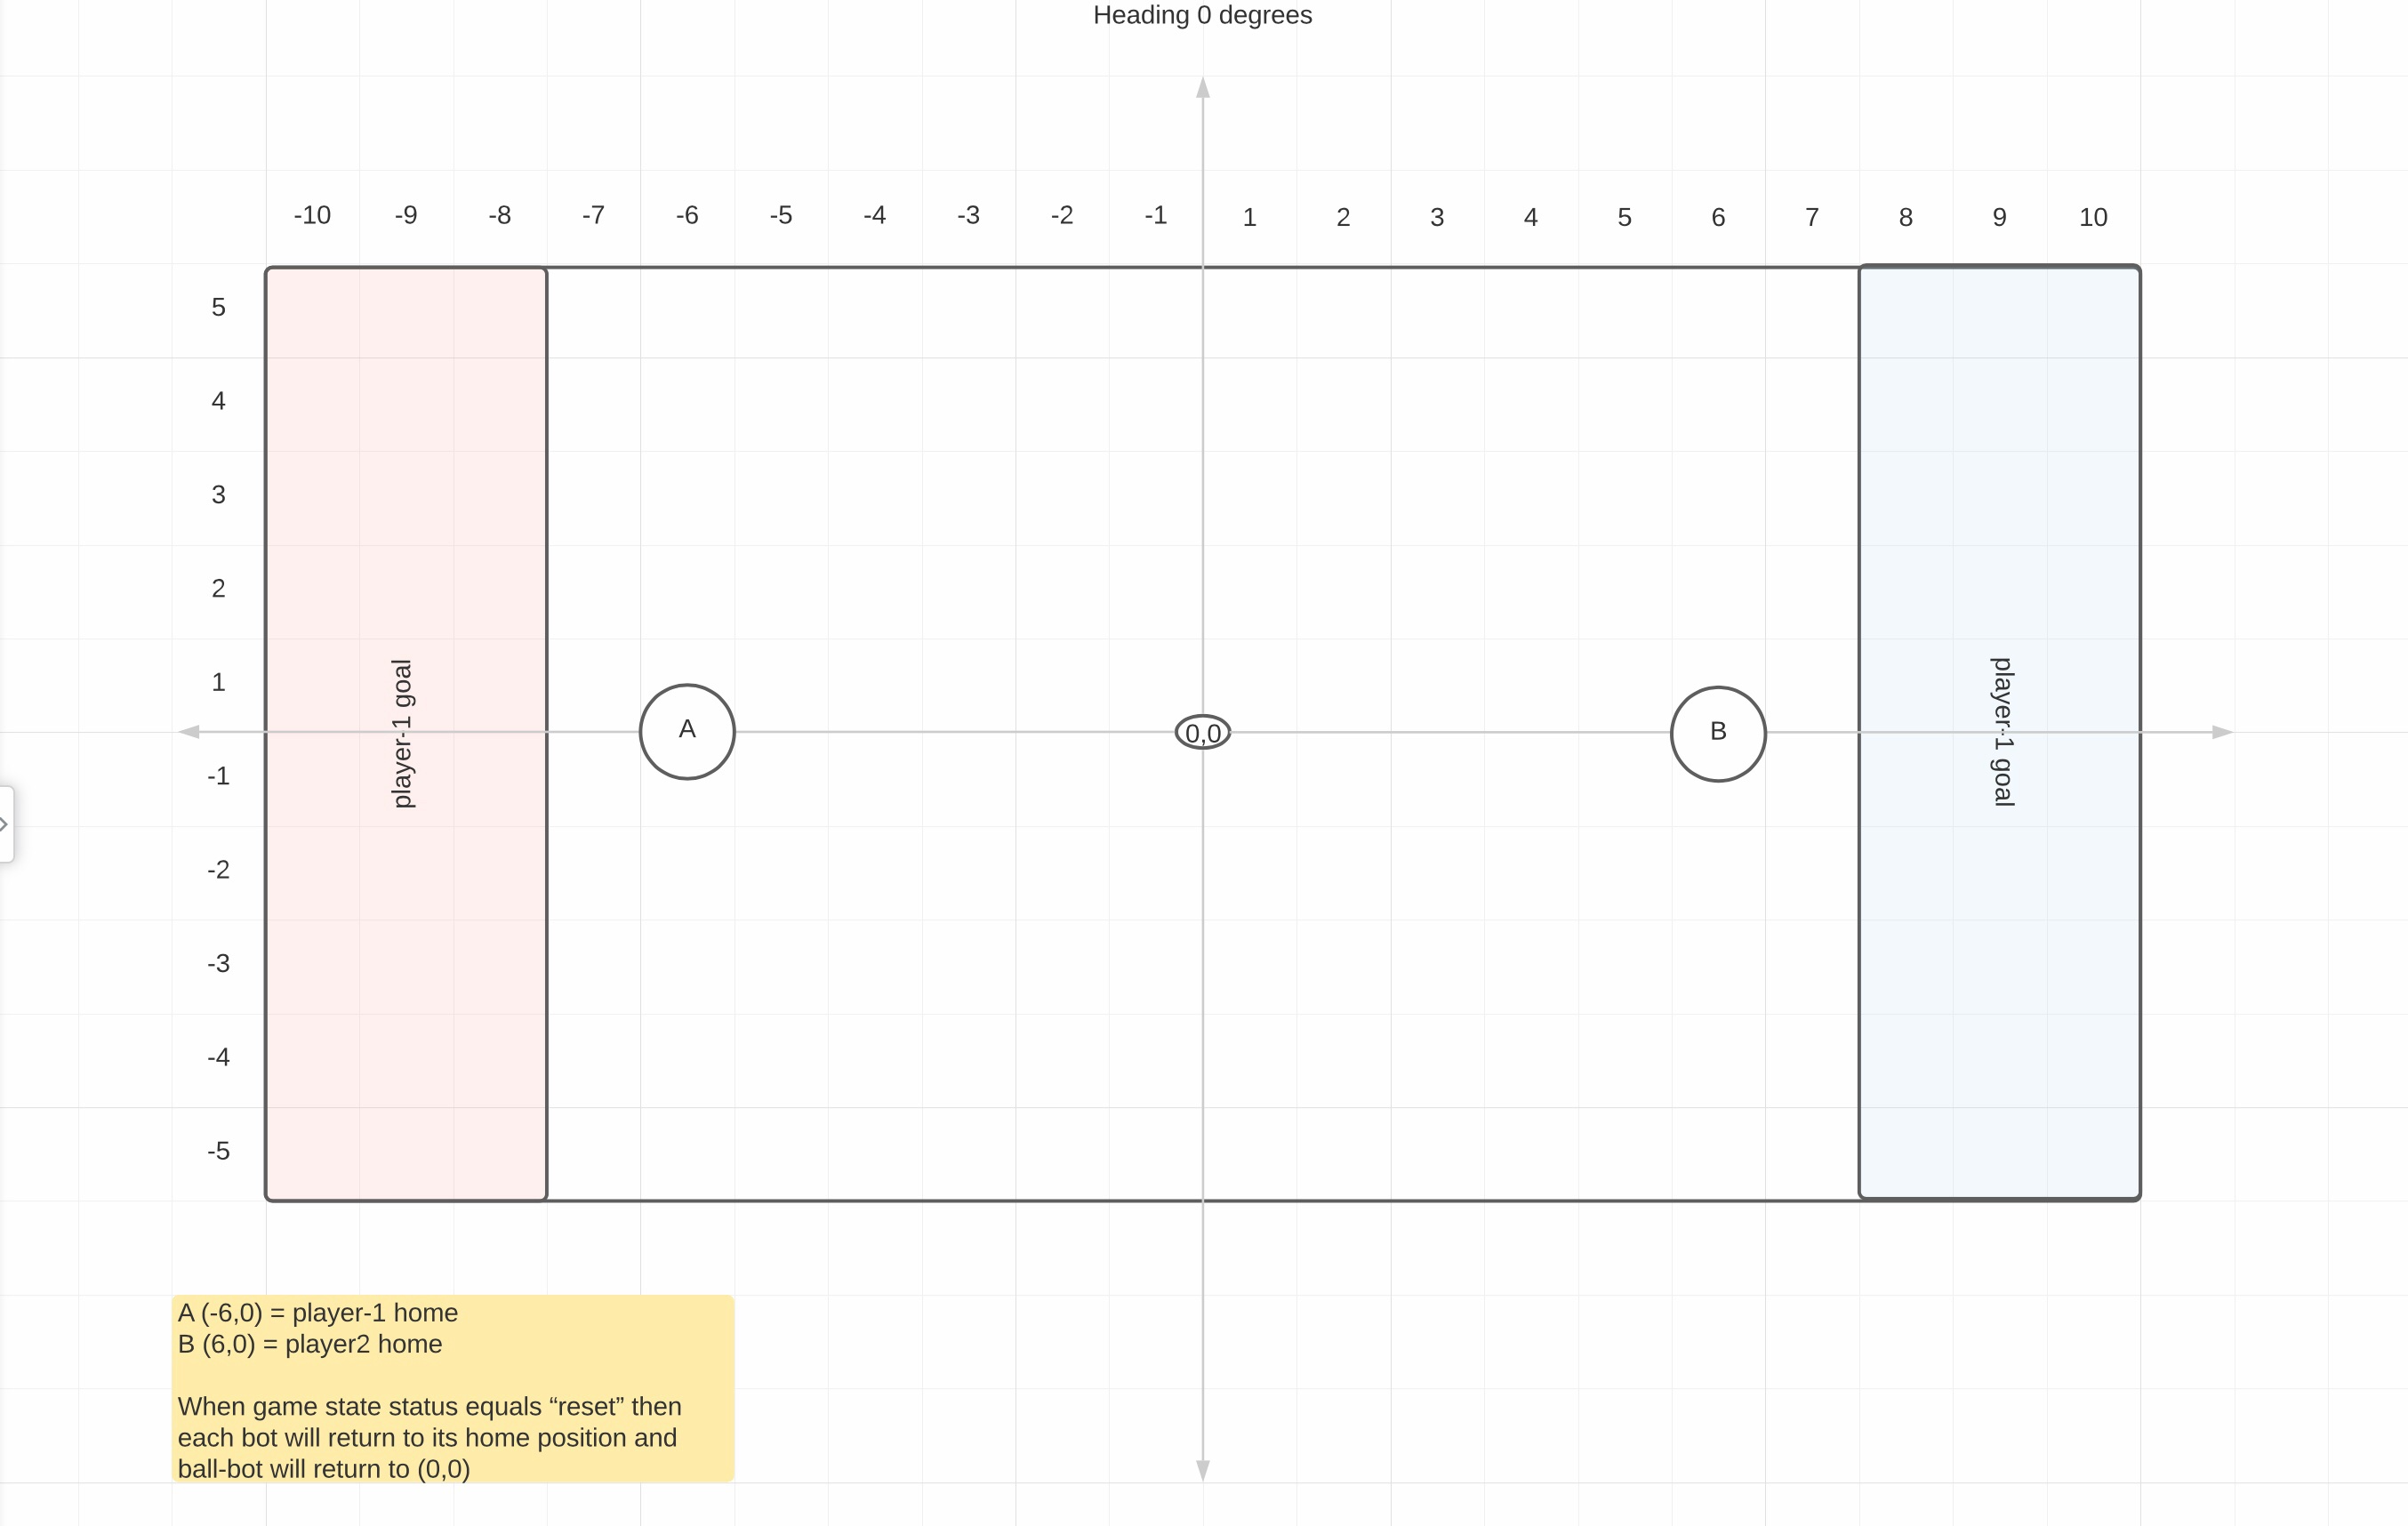 Heading 0 degrees
-10 -9 -8 -7 -6 -5 -4 -3 -2 -1 1 2 3 4 5 6 7 8 9 10
5
4
3
2
1
-1
-2
-3
-4
-5
player-1 goal
A
0,0
B
player-1 goal
A (-6,0) = player-1 home
B (6,0) = player2 home
When game state status equals “reset” then
each bot will return to its home position and
ball-bot will return to (0,0)